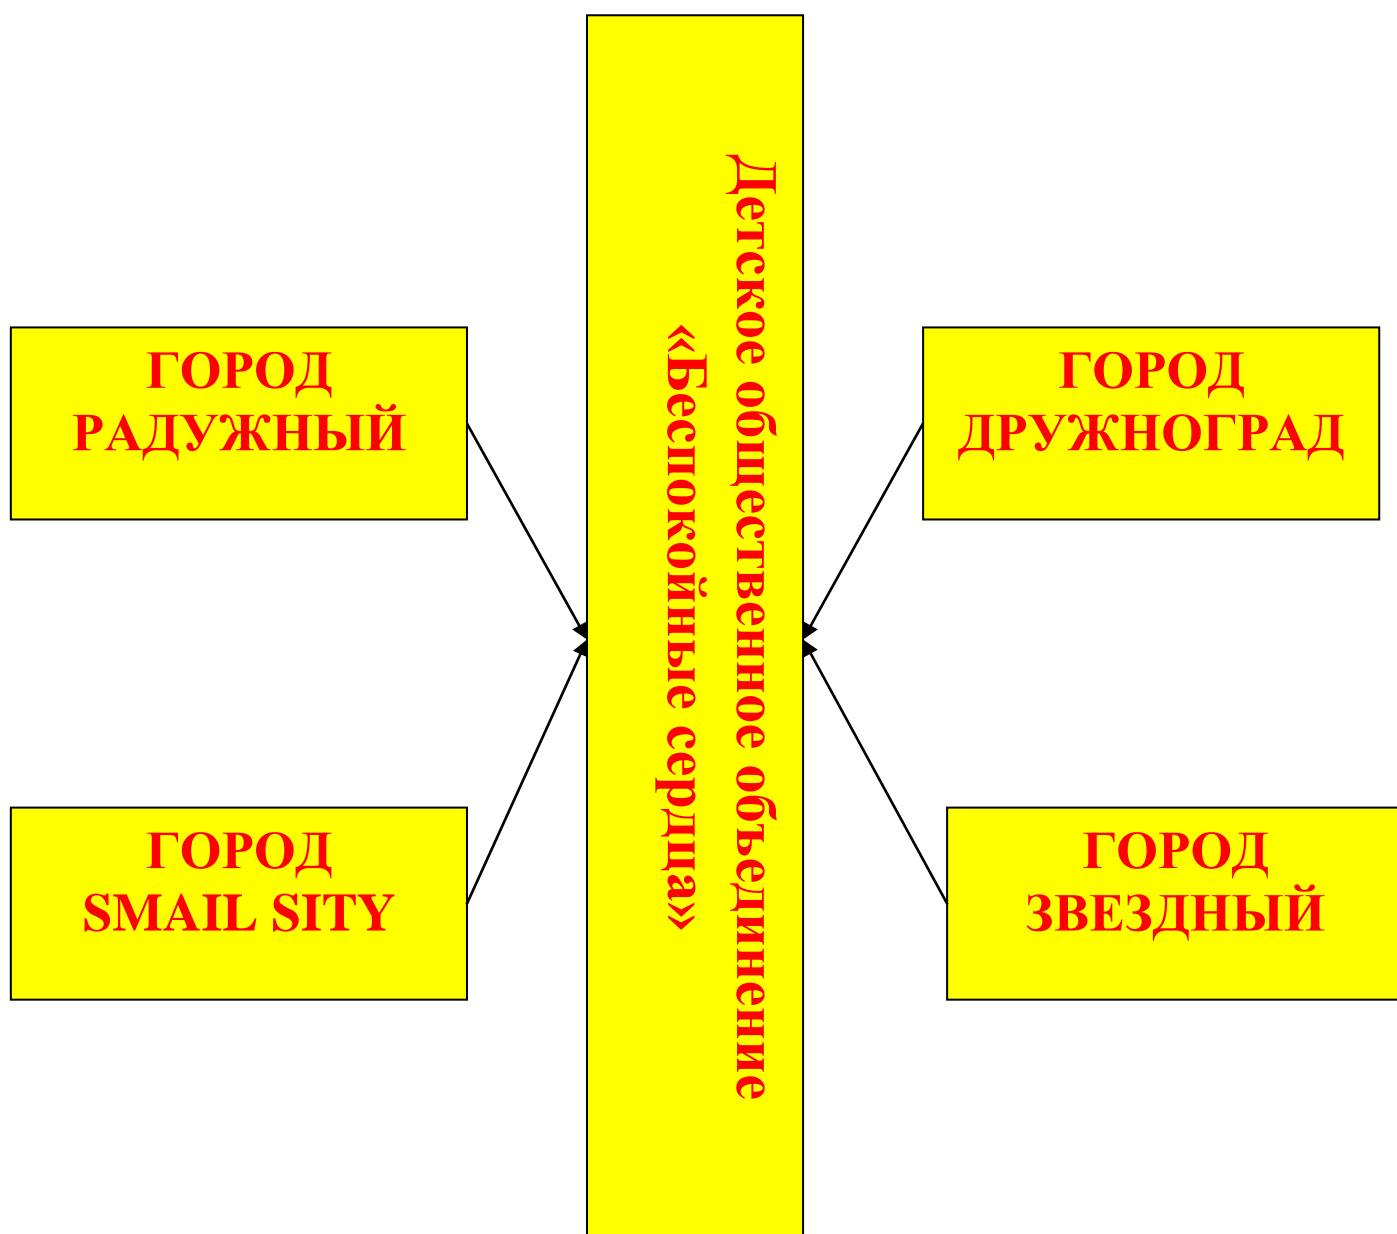 Детское общественное объединение
«Беспокойные сердца»
ГОРОД
РАДУЖНЫЙ
ГОРОД
ДРУЖНОГРАД
ГОРОД
SMAIL SITY
ГОРОД
ЗВЕЗДНЫЙ